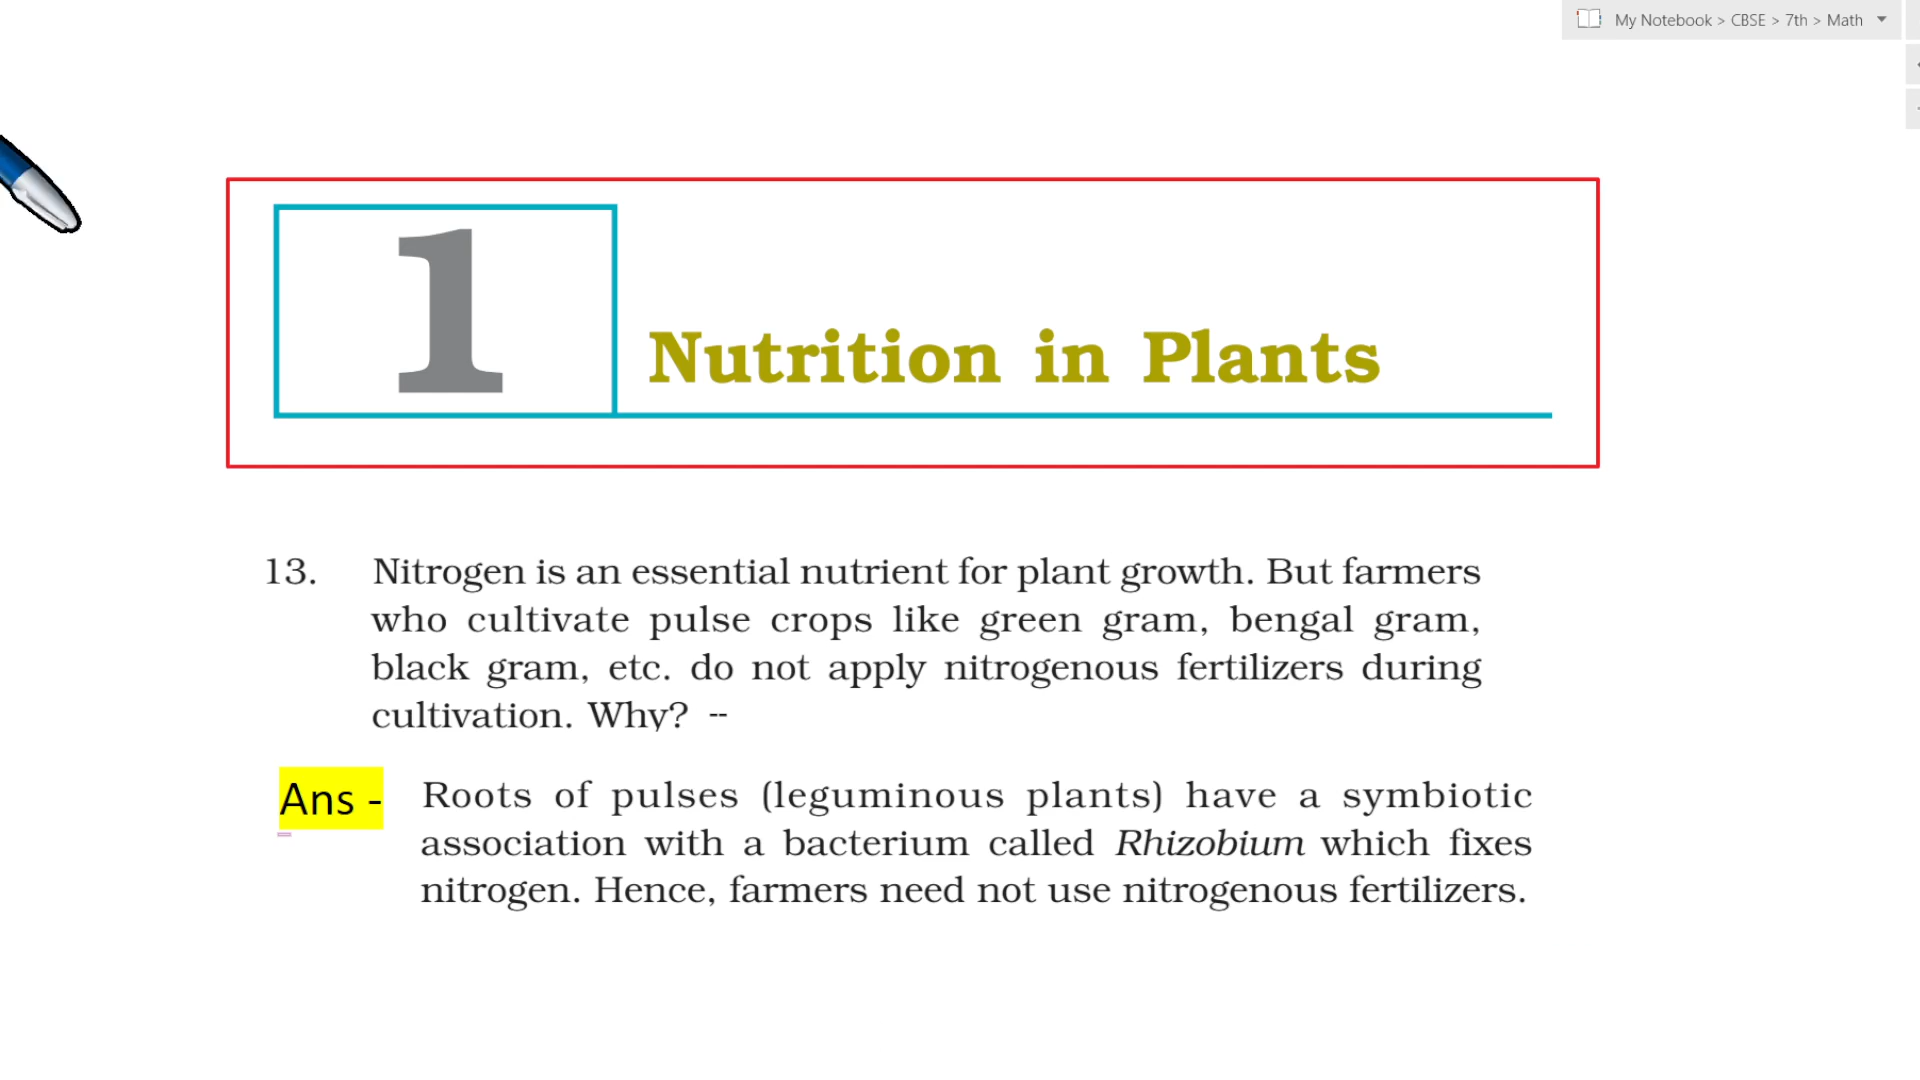 My Notebook > CBSE > 7th > Math
1
Nutrition in Plants
13. Nitrogen is an essential nutrient for plant growth. But farmers
who cultivate pulse crops like green gram, bengal gram,
black gram, etc. do not apply nitrogenous fertilizers during
cultivation. Why? --
Ans - Roots of pulses (leguminous plants) have a symbiotic
association with a bacterium called Rhizobium which fixes
nitrogen. Hence, farmers need not use nitrogenous fertilizers.